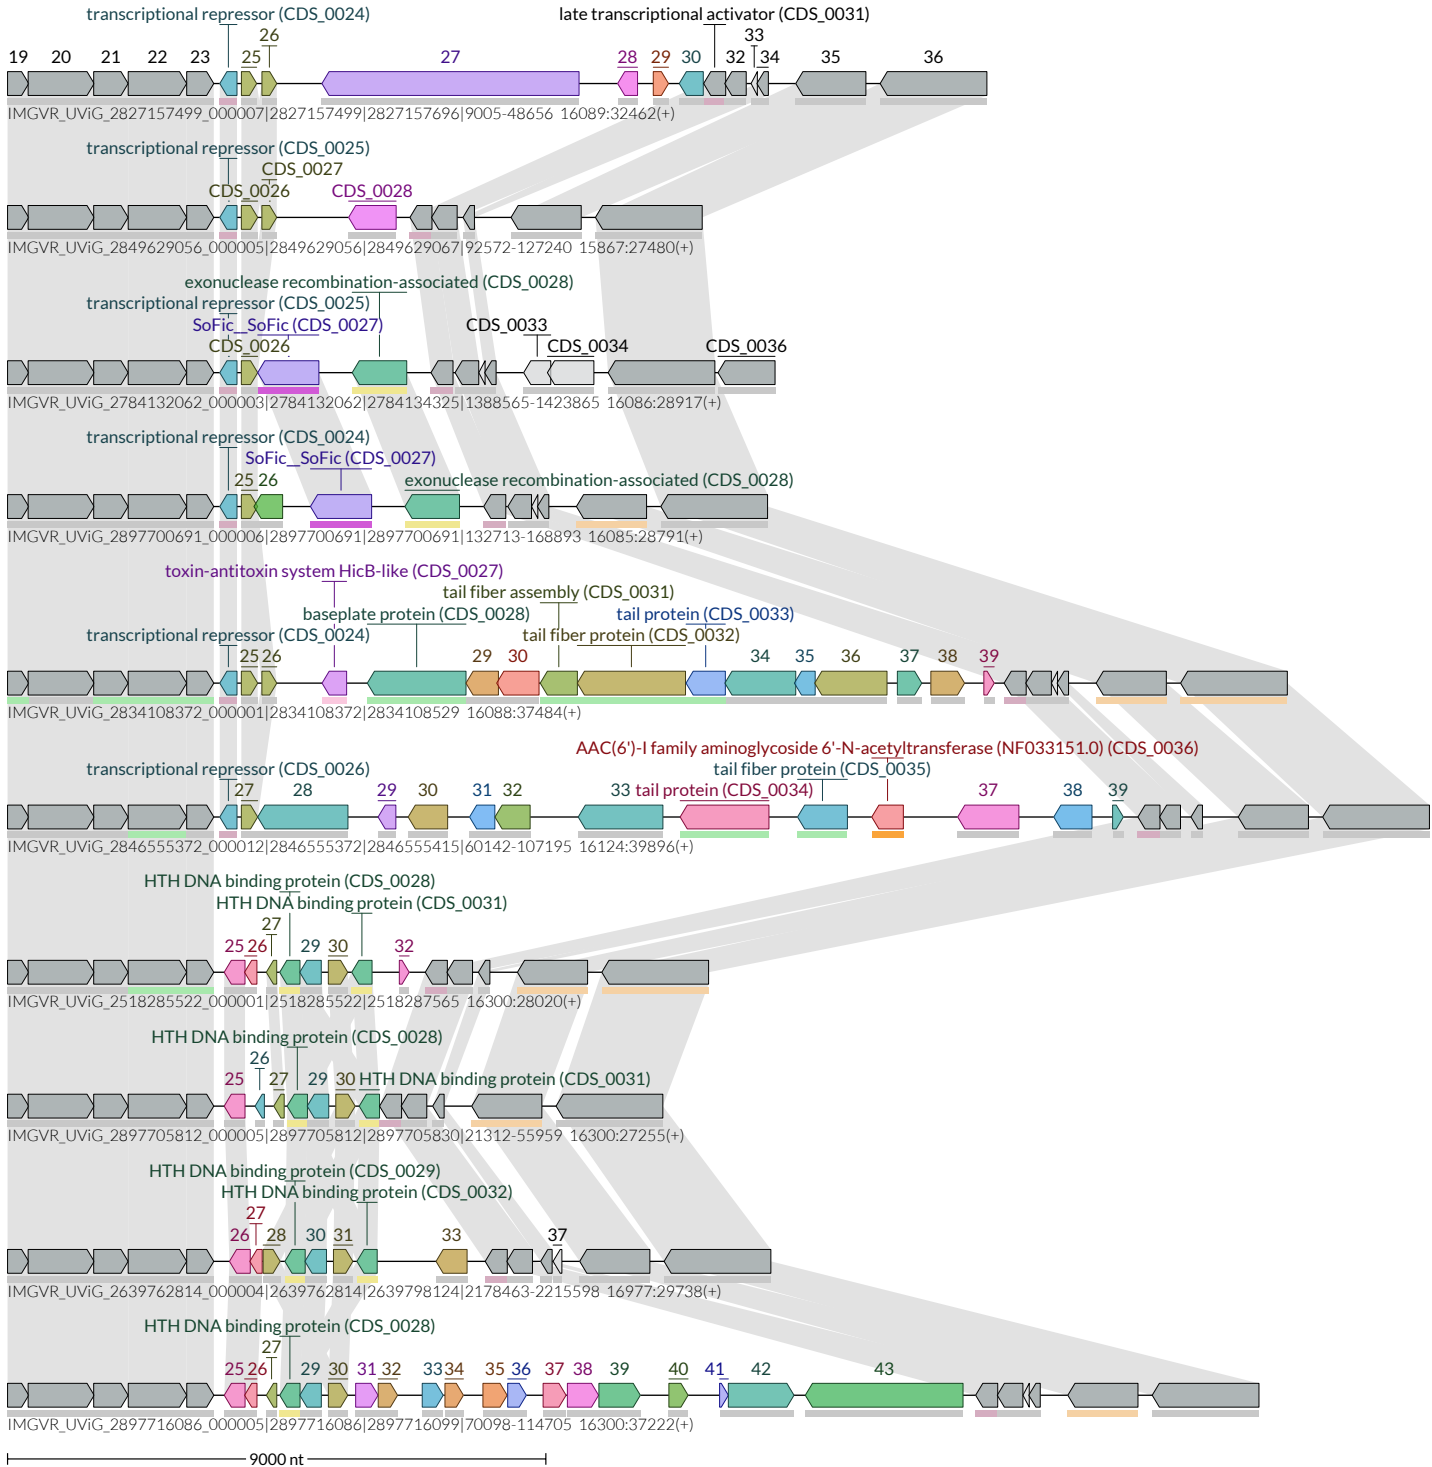 transcriptional repressor (CDS_0024)
late transcriptional activator (CDS_0031)
26
33
19 20 21 22 23 25 27 28 29 30 32 34 35 36
IMGVR_UViG_2827157499_000007|2827157499|2827157696|9005-48656 16089:32462(+)
transcriptional repressor (CDS_0025)
CDS_0027
CDS_0026 CDS_0028
IMGVR_UViG_2849629056_000005|2849629056|2849629067|92572-127240 15867:27480(+)
exonuclease recombination-associated (CDS_0028)
transcriptional repressor (CDS_0025)
SoFic__SoFic (CDS_0027) CDS_0033
CDS_0026 CDS_0034 CDS_0036
IMGVR_UViG_2784132062_000003|2784132062|2784134325|1388565-1423865 16086:28917(+)
transcriptional repressor (CDS_0024)
SoFic__SoFic (CDS_0027)
25 26 exonuclease recombination-associated (CDS_0028)
IMGVR_UViG_2897700691_000006|2897700691|2897700691|132713-168893 16085:28791(+)
toxin-antitoxin system HicB-like (CDS_0027)
tail fiber assembly (CDS_0031)
baseplate protein (CDS_0028) tail protein (CDS_0033)
transcriptional repressor (CDS_0024) tail fiber protein (CDS_0032)
25 26 29 30 34 35 36 37 38 39
IMGVR_UViG_2834108372_000001|2834108372|2834108529 16088:37484(+)
AAC(6')-I family aminoglycoside 6'-N-acetyltransferase (NF033151.0) (CDS_0036)
transcriptional repressor (CDS_0026) tail fiber protein (CDS_0035)
27 28 29 30 31 32 33 tail protein (CDS_0034) 37 38 39
IMGVR_UViG_2846555372_000012|2846555372|2846555415|60142-107195 16124:39896(+)
HTH DNA binding protein (CDS_0028)
HTH DNA binding protein (CDS_0031)
27
25 26 29 30 32
IMGVR_UViG_2518285522_000001|2518285522|2518287565 16300:28020(+)
HTH DNA binding protein (CDS_0028)
26
25 27 29 30 HTH DNA binding protein (CDS_0031)
IMGVR_UViG_2897705812_000005|2897705812|2897705830|21312-55959 16300:27255(+)
HTH DNA binding protein (CDS_0029)
HTH DNA binding protein (CDS_0032)
27
26 28 30 31 33 37
IMGVR_UViG_2639762814_000004|2639762814|2639798124|2178463-2215598 16977:29738(+)
HTH DNA binding protein (CDS_0028)
27
25 26 29 30 31 32 33 34 35 36 37 38 39 40 41 42 43
IMGVR_UViG_2897716086_000005|2897716086|2897716099|70098-114705 16300:37222(+)
9000 nt